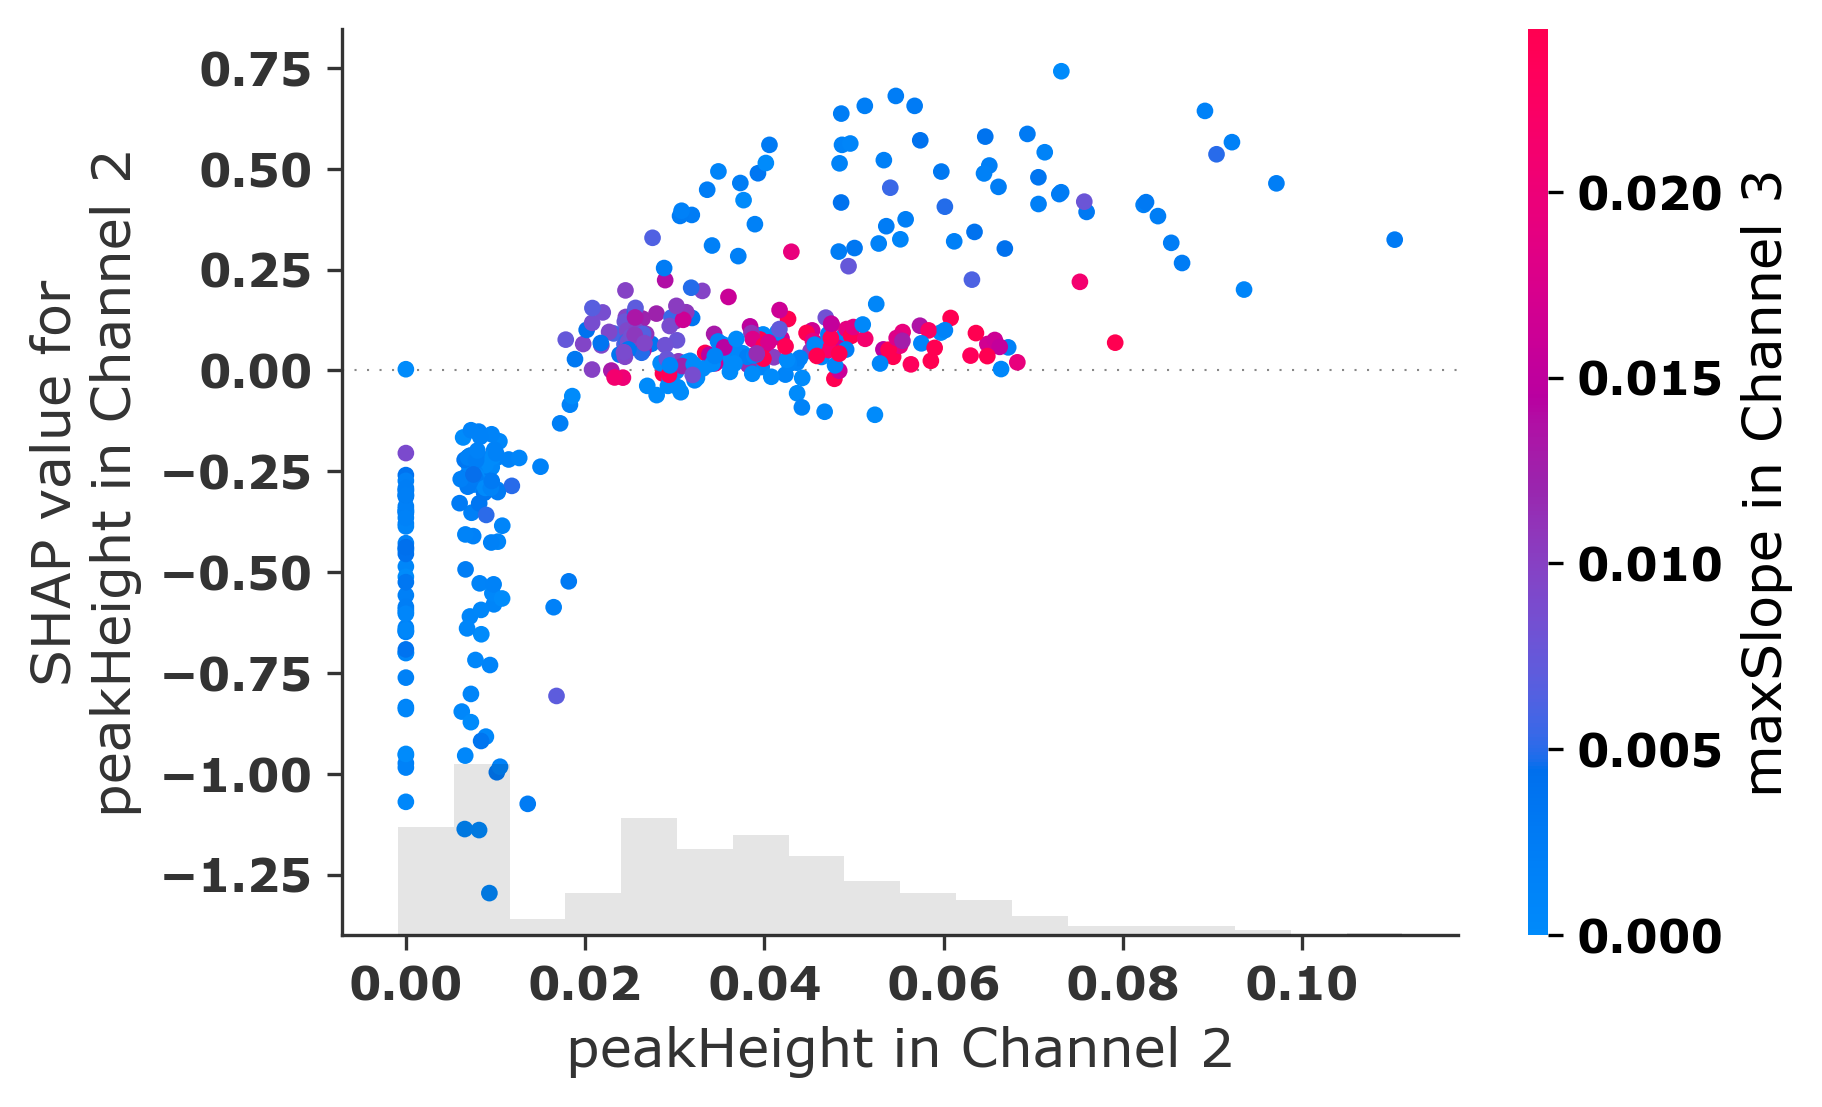 0.75
0.50
0.25
0.00
−0.25
−0.50
−0.75
−1.00
−1.25
SHAP value for
peakHeight in Channel 2
0.00 0.02 0.04 0.06 0.08 0.10
peakHeight in Channel 2
0.020
0.015
0.010
0.005
0.000
maxSlope in Channel 3